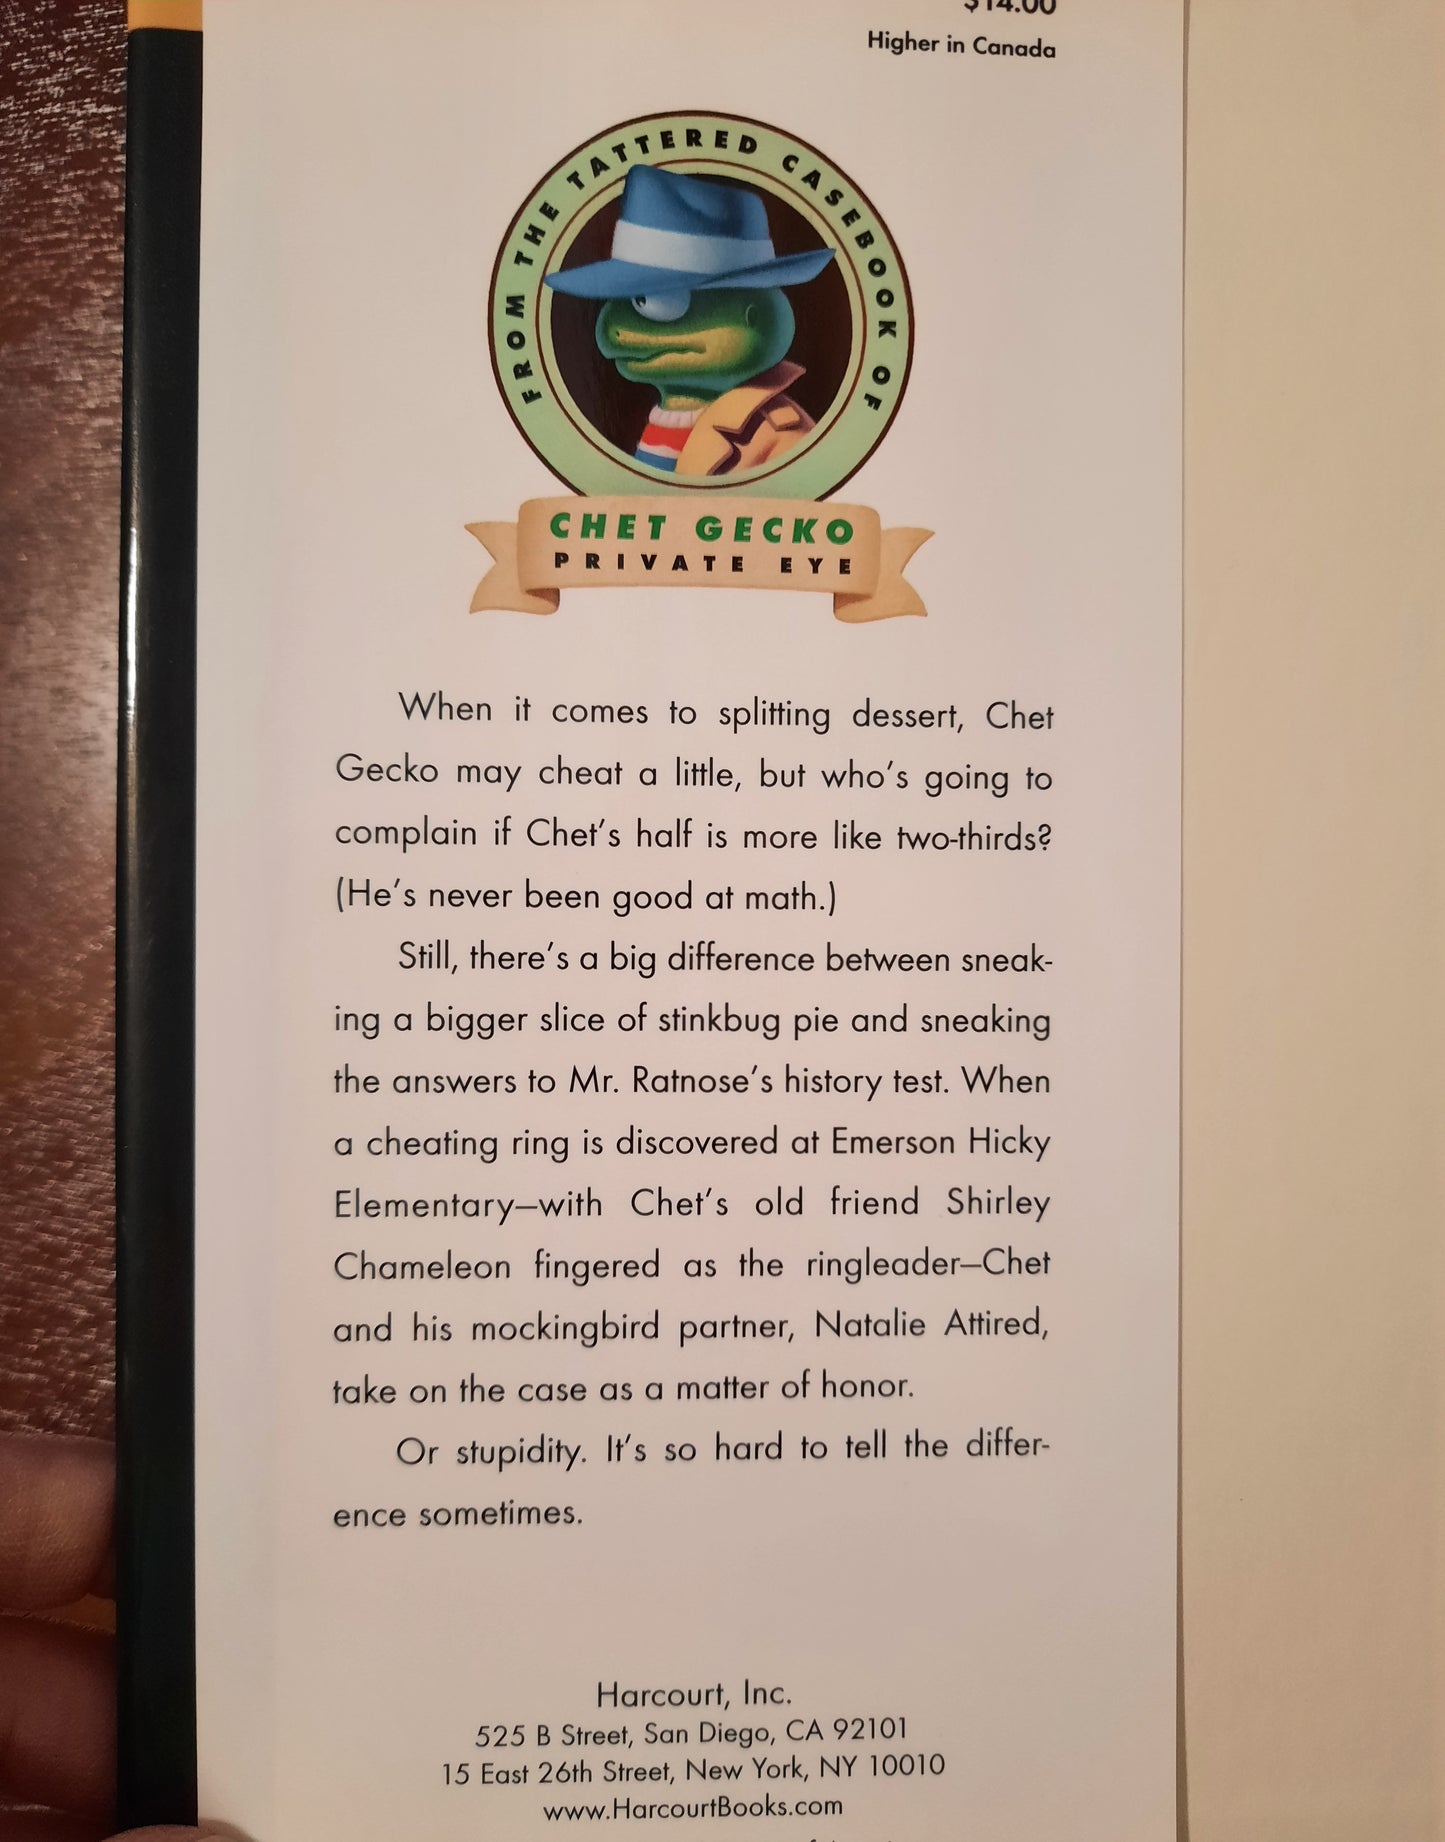 $14.00
Higher in Canada
FROM THE TATTERED CASEBOOK OF
CHET GECKO
PRIVATE EYE
When it comes to splitting dessert, Chet
Gecko may cheat a little, but who's going to
complain if Chet's half is more like two-thirds?
(He's never been good at math.)
Still, there's a big difference between sneak-
ing a bigger slice of stinkbug pie and sneaking
the answers to Mr. Ratnose's history test. When
a cheating ring is discovered at Emerson Hicky
Elementary—with Chet's old friend Shirley
Chameleon fingered as the ringleader—Chet
and his mockingbird partner, Natalie Attired,
take on the case as a matter of honor.
Or stupidity. It's so hard to tell the differ-
ence sometimes.
Harcourt, Inc.
525 B Street, San Diego, CA 92101
15 East 26th Street, New York, NY 10010
www.HarcourtBooks.com